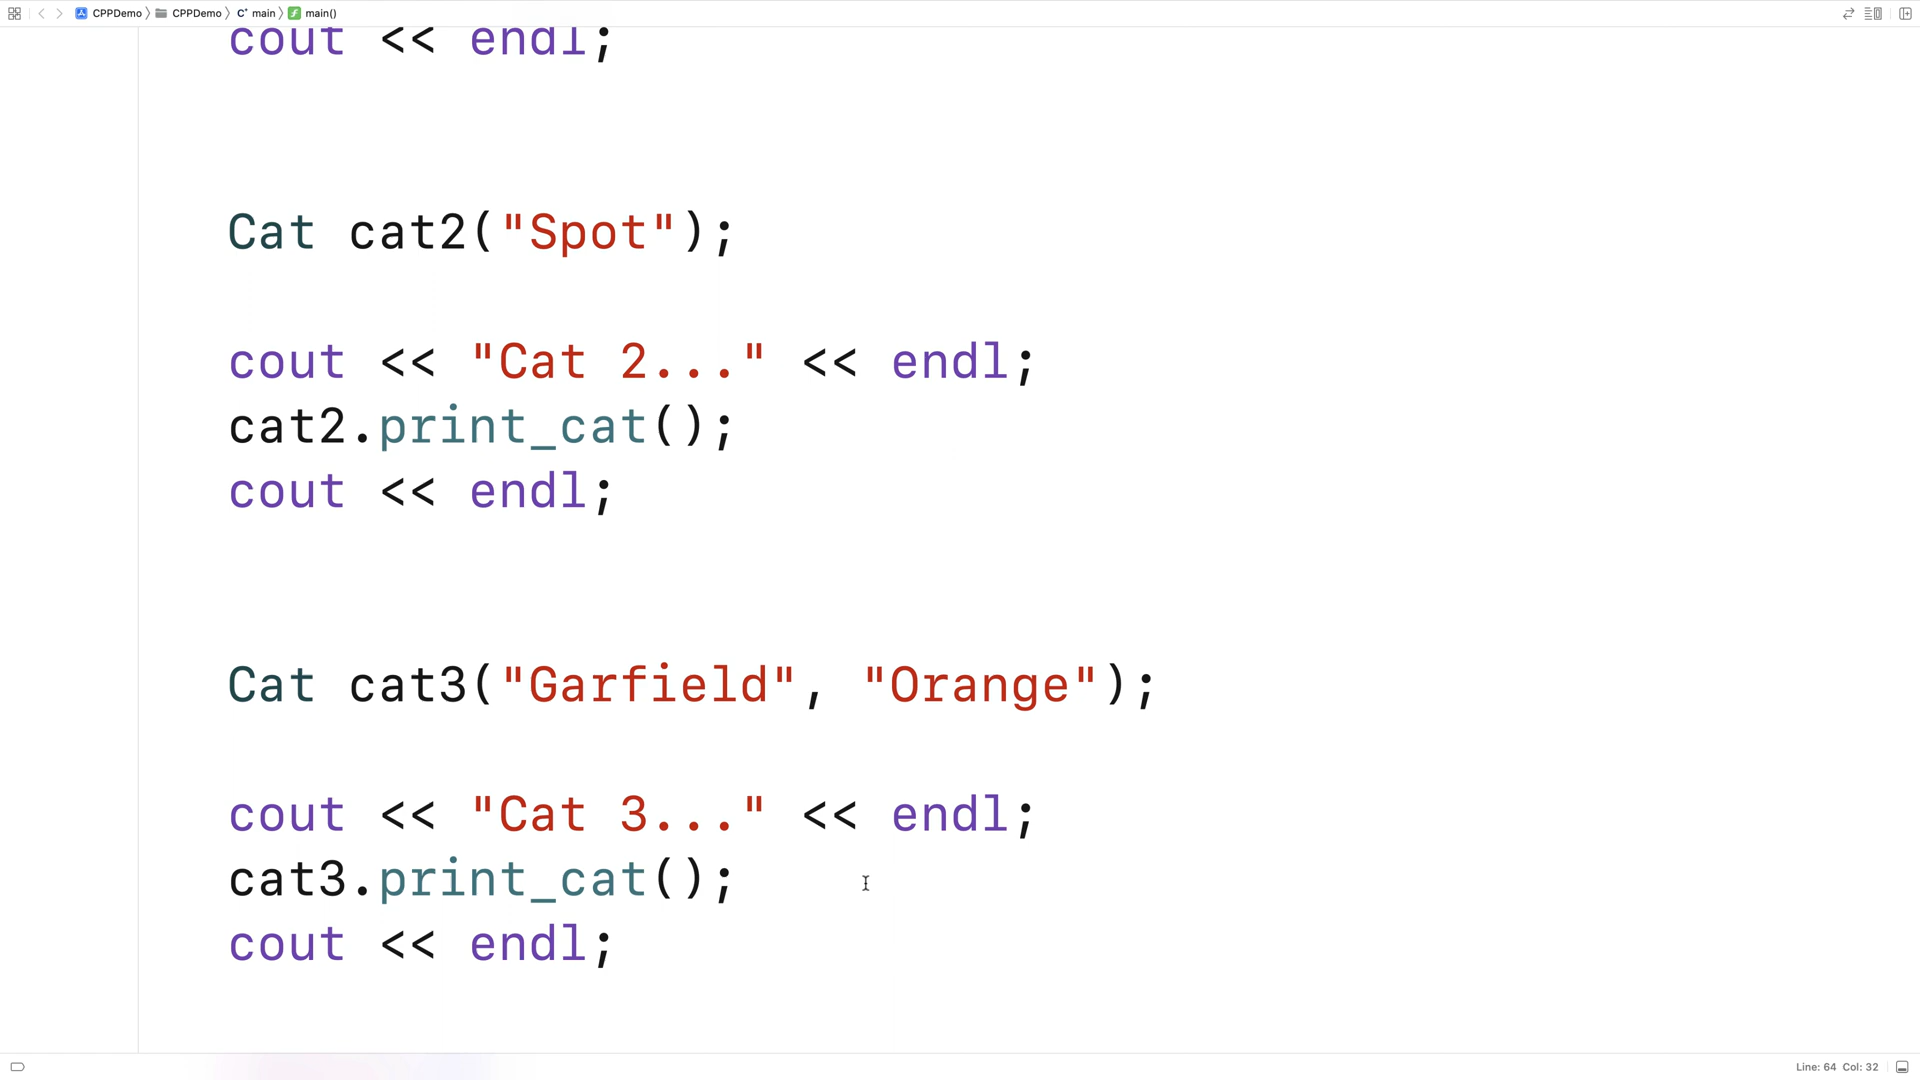 CPPDemo 〉 CPPDemo 〉 C+ main 〉 f main()
cout << endl;
Cat cat2("Spot");
cout << "Cat 2..." << endl;
cat2.print_cat();
cout << endl;
Cat cat3("Garfield", "Orange");
cout << "Cat 3..." << endl;
cat3.print_cat();
cout << endl;
Line: 64 Col: 32